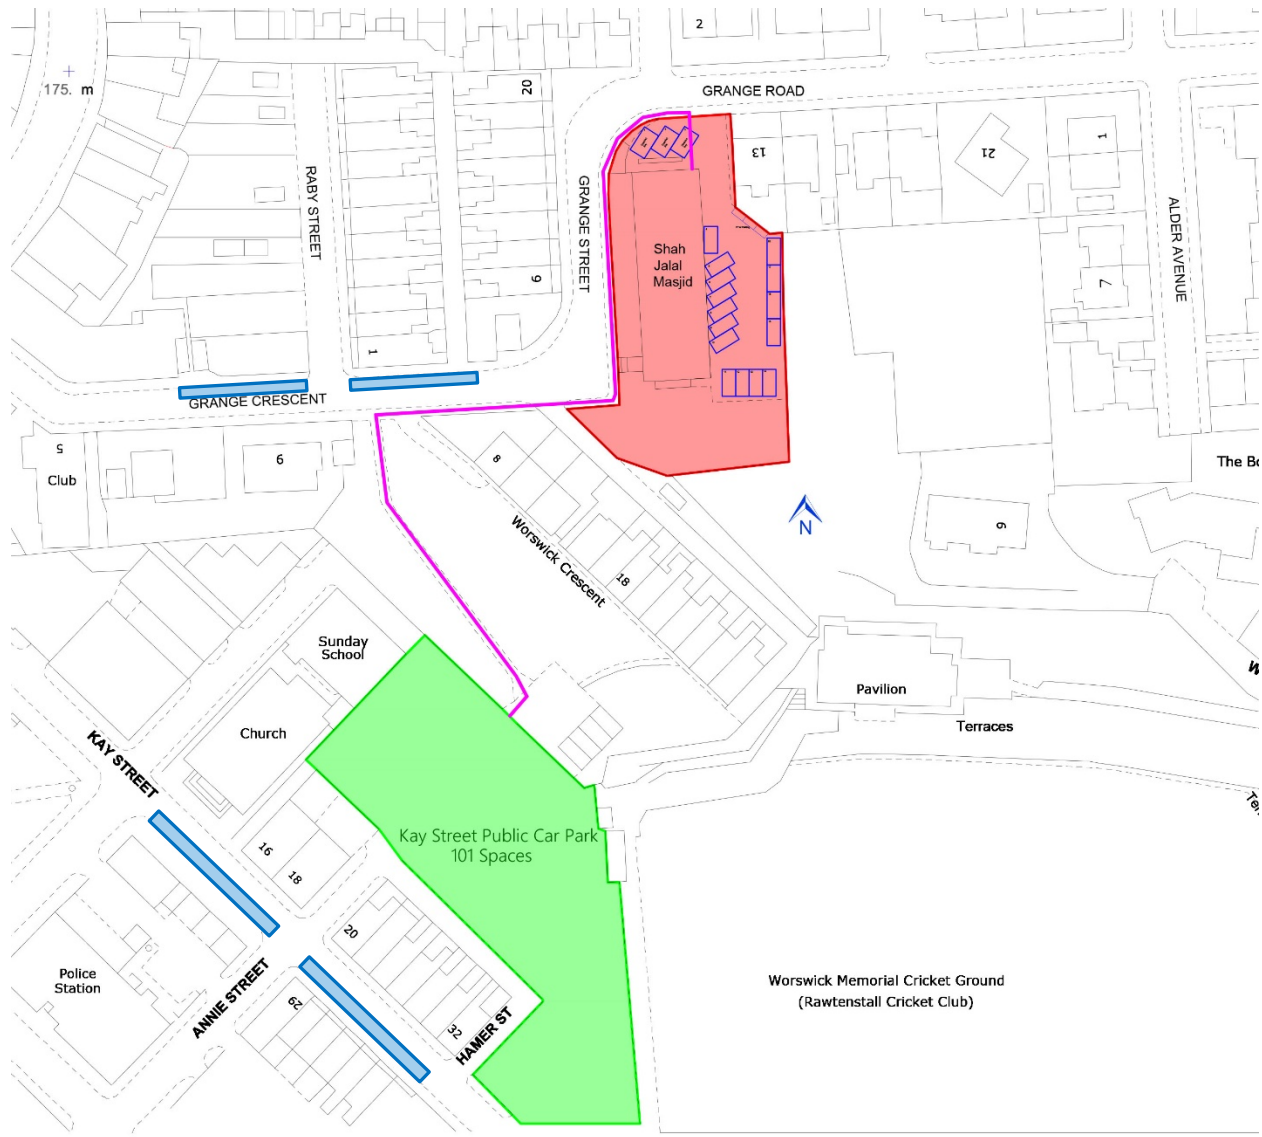 2
175. m
20
GRANGE ROAD
13
21
1
RABY STREET
GRANGE STREET
ALDER AVENUE
Shah
Jalal
Masjid
9
7
1
GRANGE CRESCENT
5
Club
9
8
The Bo
N
Worswick Crescent
18
9
Sunday
School
Pavilion
Church
Terraces
KAY STREET
Kay Street Public Car Park
101 Spaces
16
18
20
Police
Station
ANNIE STREET
29
32
HAMER ST
Worswick Memorial Cricket Ground
(Rawtenstall Cricket Club)